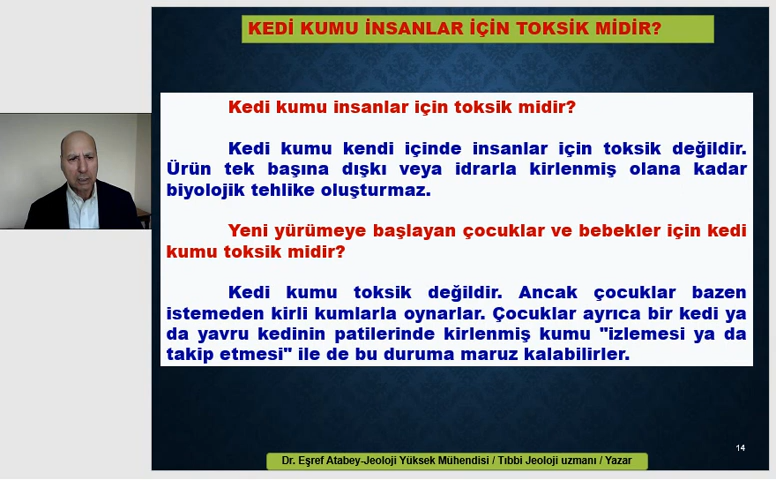 KEDİ KUMU İNSANLAR İÇİN TOKSİK MİDİR?
Kedi kumu insanlar için toksik midir?
Kedi kumu kendi içinde insanlar için toksik değildir.
Ürün tek başına dışkı veya idrarla kirlenmiş olana kadar
biyolojik tehlike oluşturmaz.
Yeni yürümeye başlayan çocuklar ve bebekler için kedi
kumu toksik midir?
Kedi kumu toksik değildir. Ancak çocuklar bazen
istemeden kirli kumlarla oynarlar. Çocuklar ayrıca bir kedi ya
da yavru kedinin patilerinde kirlenmiş kumu "izlemesi ya da
takip etmesi" ile de bu duruma maruz kalabilirler.
14
Dr. Eşref Atabey-Jeoloji Yüksek Mühendisi / Tıbbi Jeoloji uzmanı / Yazar